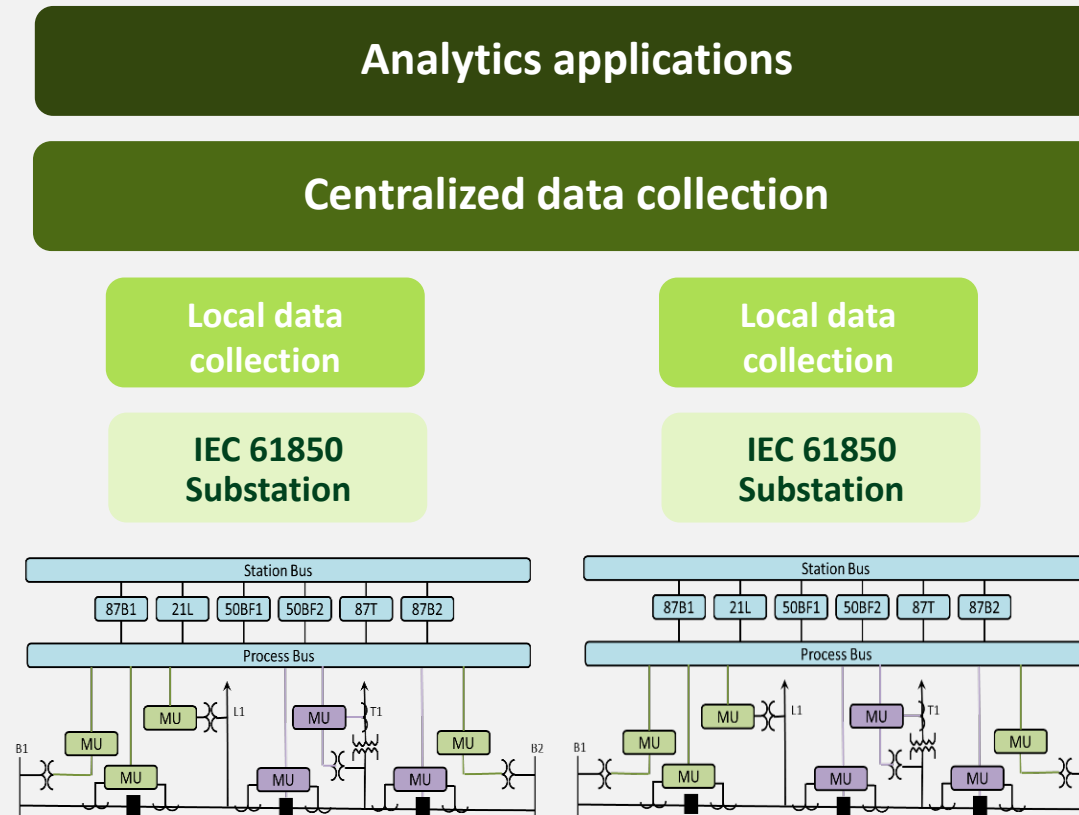 Analytics applications
Centralized data collection
Local data
collection
Local data
collection
IEC 61850
Substation
IEC 61850
Substation
Station Bus
87B1 21L 50BF1 50BF2 87T 87B2
Process Bus
MU L1 MU T1
B1 MU MU B2
MU MU MU
Station Bus
87B1 21L 50BF1 50BF2 87T 87B2
Process Bus
MU L1 MU T1
B1 MU MU
MU MU MU